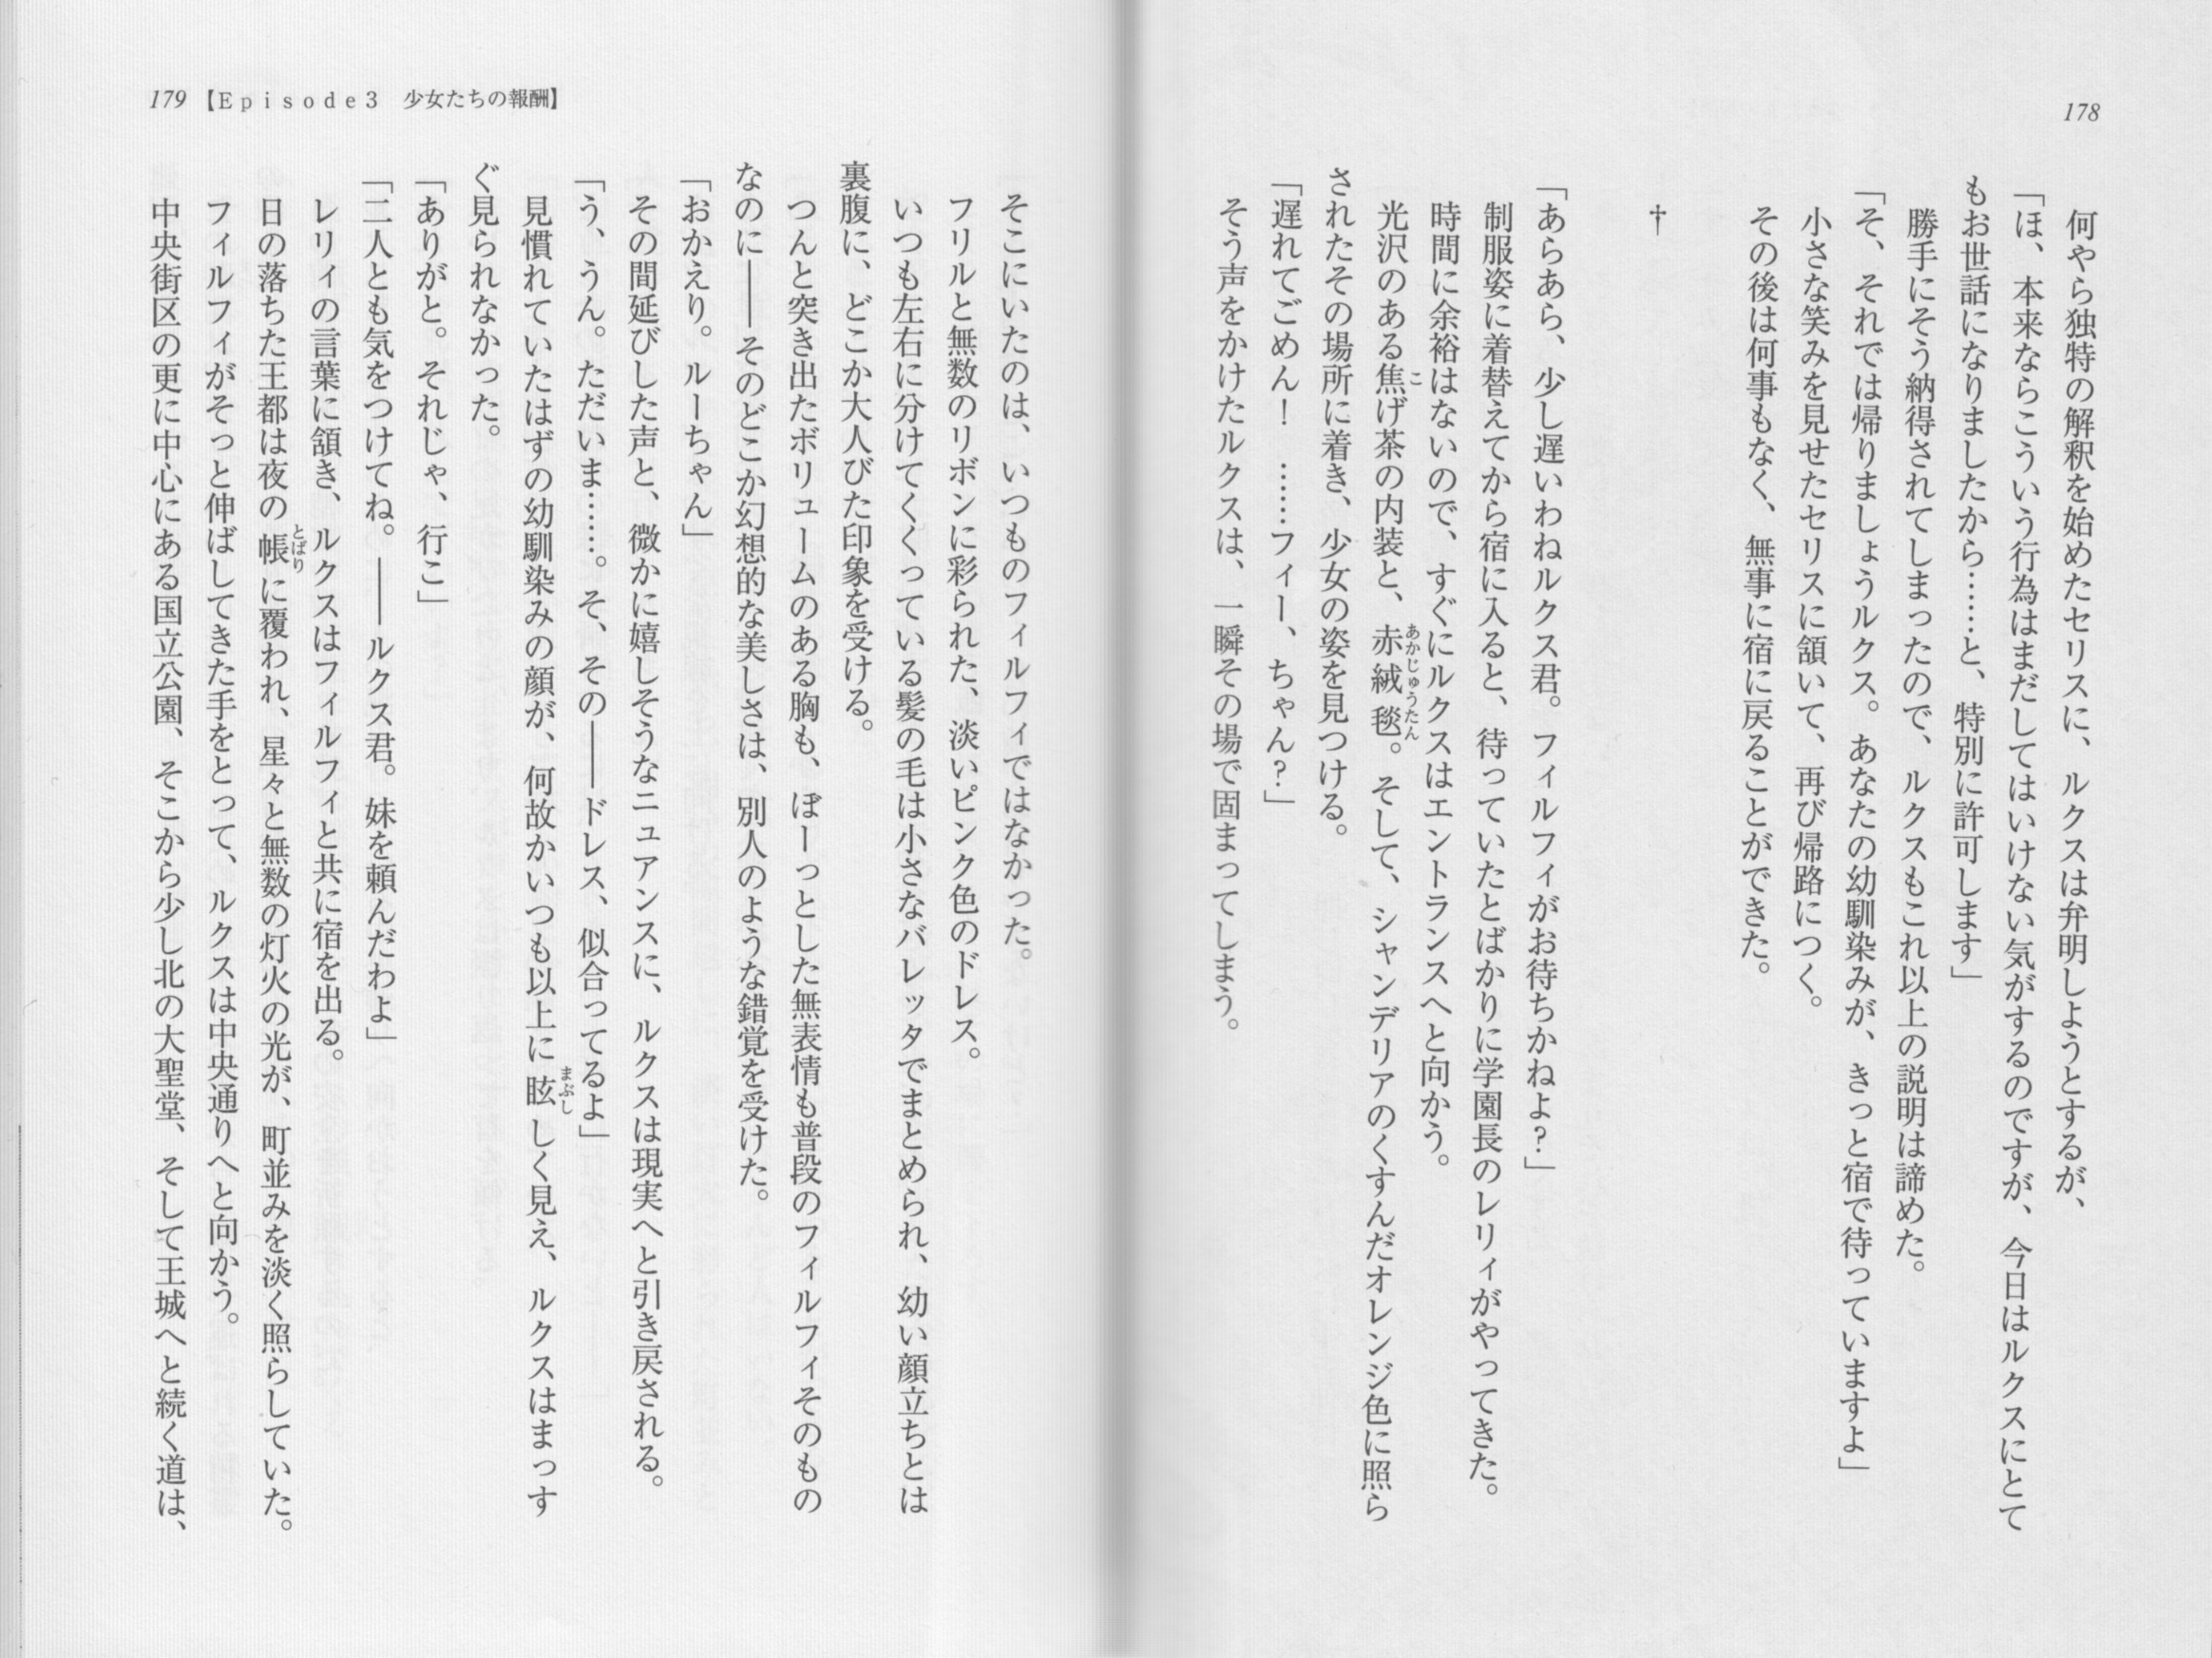 178
何やら独特の解釈を始めたセリスに、ルクスは弁明しようとするが、
「ほ、本来ならこういう行為はまだしてはいけない気がするのですが、今日はルクスにとて
もお世話になりましたから……と、特別に許可します」
勝手にそう納得されてしまったので、ルクスもこれ以上の説明は諦めた。
「そ、それでは帰りましょうルクス。あなたの幼馴染みが、きっと宿で待っていますよ」
小さな笑みを見せたセリスに頷いて、再び帰路につく。
その後は何事もなく、無事に宿に戻ることができた。
†
「あらあら、少し遅いわねルクス君。フィルフィがお待ちかねよ?」
制服姿に着替えてから宿に入ると、待っていたとばかりに学園長のレリィがやってきた。
時間に余裕はないので、すぐにルクスはエントランスへと向かう。
光沢のある焦げ茶の内装と、赤絨毯。そして、シャンデリアのくすんだオレンジ色に照ら
されたその場所に着き、少女の姿を見つける。
「遅れてごめん! ……フィー、ちゃん?」
そう声をかけたルクスは、一瞬その場で固まってしまう。
179【Episode3 少女たちの報酬】
そこにいたのは、いつものフィルフィではなかった。
フリルと無数のリボンに彩られた、淡いピンク色のドレス。
いつも左右に分けてくくっている髪の毛は小さなバレッタでまとめられ、幼い顔立ちとは
裏腹に、どこか大人びた印象を受ける。
つんと突き出たボリュームのある胸も、ぼーっとした無表情も普段のフィルフィそのもの
なのに――そのどこか幻想的な美しさは、別人のような錯覚を受けた。
「おかえり。ルーちゃん」
その間延びした声と、微かに嬉しそうなニュアンスに、ルクスは現実へと引き戻される。
「う、うん。ただいま……。そ、その――ドレス、似合ってるよ」
見慣れていたはずの幼馴染みの顔が、何故かいつも以上に眩しく見え、ルクスはまっす
ぐ見られなかった。
「ありがと。それじゃ、行こ」
「二人とも気をつけてね。――ルクス君。妹を頼んだわよ」
レリィの言葉に頷き、ルクスはフィルフィと共に宿を出る。
日の落ちた王都は夜の帳に覆われ、星々と無数の灯火の光が、町並みを淡く照らしていた。
フィルフィがそっと伸ばしてきた手をとって、ルクスは中央通りへと向かう。
中央街区の更に中心にある国立公園、そこから少し北の大聖堂、そして王城へと続く道は、